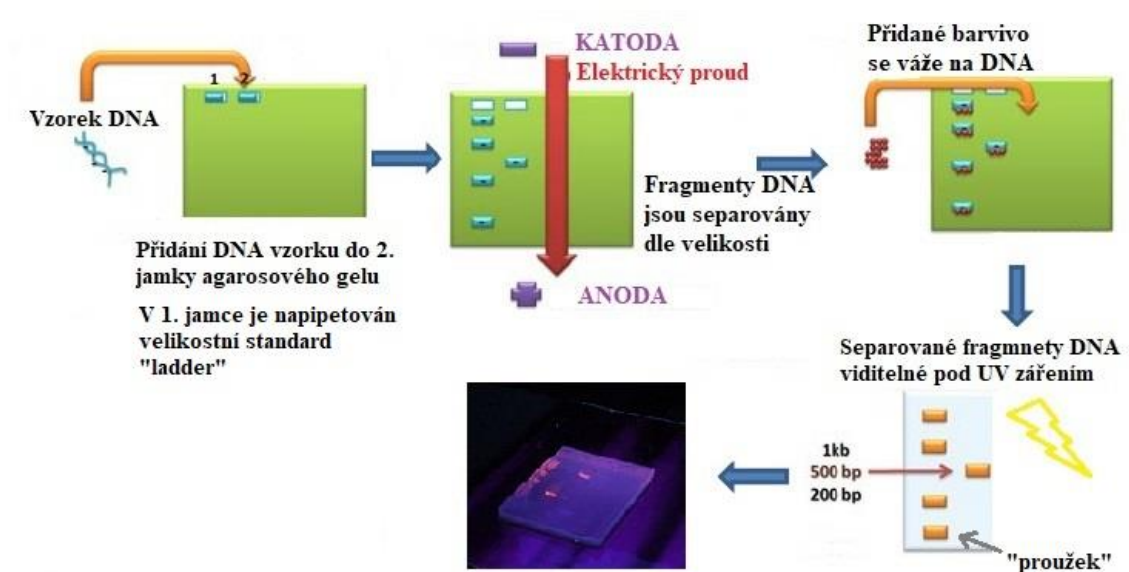 Vzorek DNA
1 2
Přidání DNA vzorku do 2.
jamky agarosového gelu
V 1. jamce je napipetován
velikostní standard
"ladder"
KATODA
Elektrický proud
Fragmenty DNA
jsou separovány
dle velikosti
ANODA
Přidané barvivo
se váže na DNA
Separované fragmnety DNA
viditelné pod UV zářením
1kb
500 bp
200 bp
"proužek"